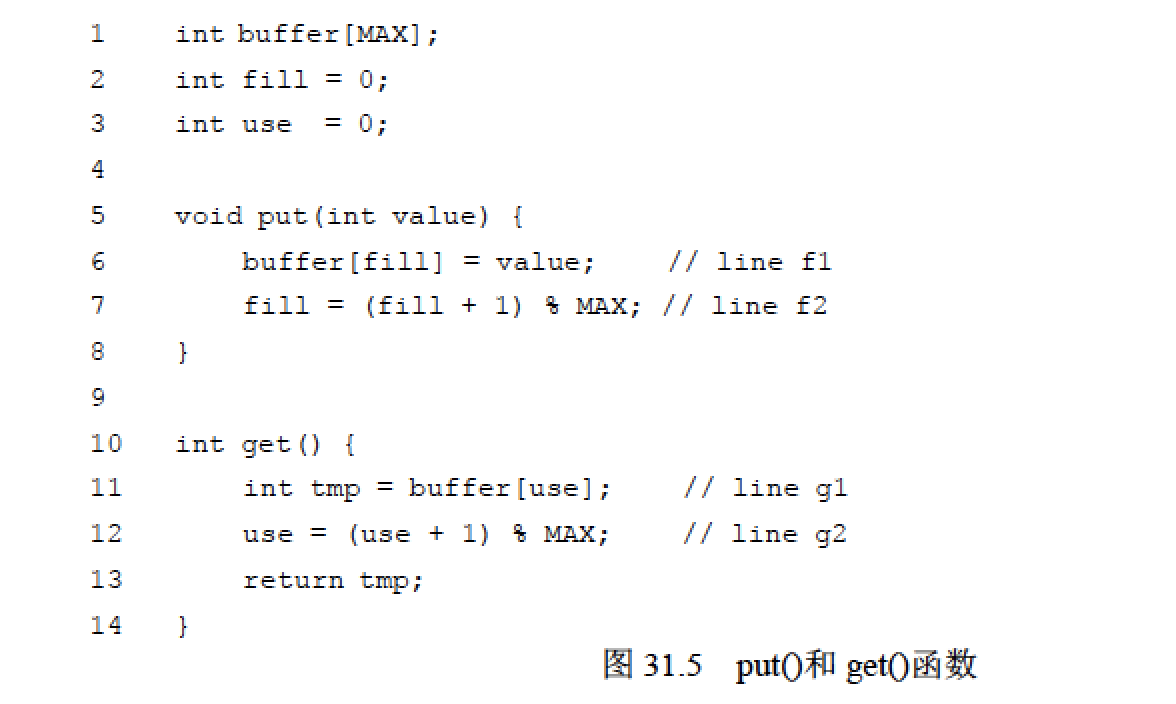 1 int buffer[MAX];
2 int fill = 0;
3 int use  = 0;
4
5 void put(int value) {
6     buffer[fill] = value;    // line f1
7     fill = (fill + 1) % MAX; // line f2
8 }
9
10 int get() {
11     int tmp = buffer[use];    // line g1
12     use = (use + 1) % MAX;    // line g2
13     return tmp;
14 }
图 31.5 put()和 get()函数